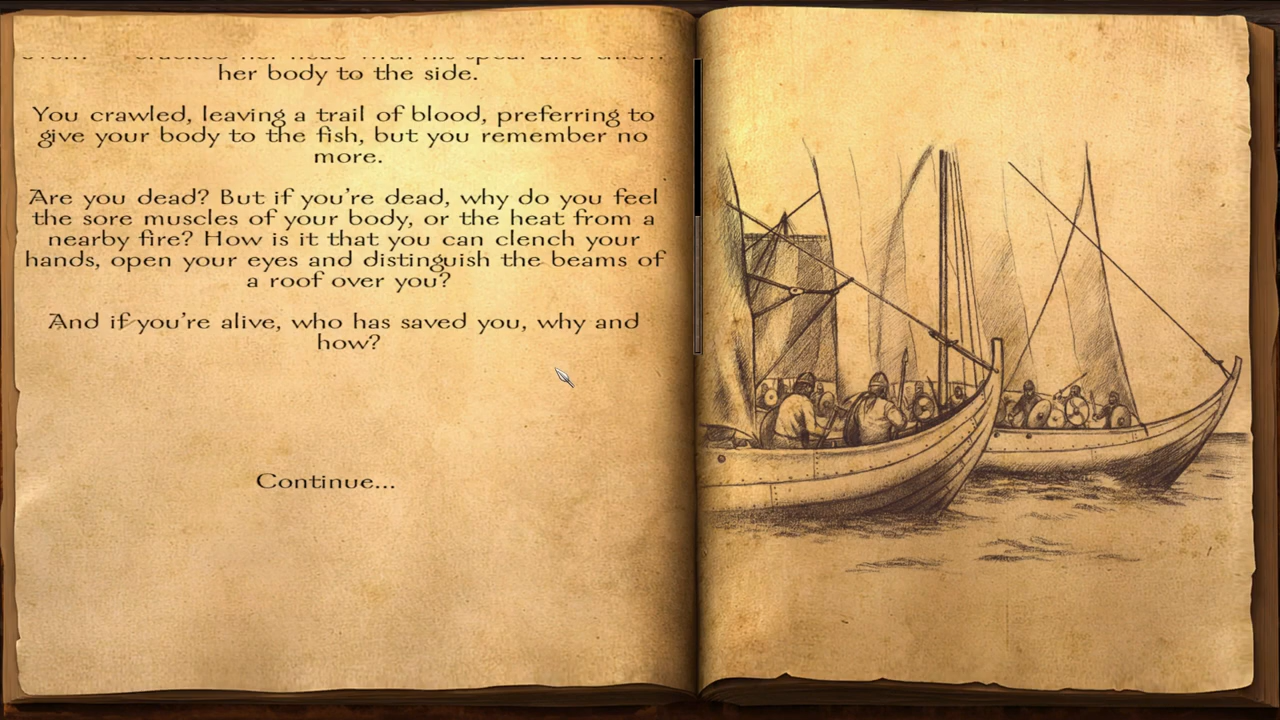 her body to the side.
You crawled, leaving a trail of blood, preferring to
give your body to the fish, but you remember no
more.
Are you dead? But if you're dead, why do you feel
the sore muscles of your body, or the heat from a
nearby fire? How is it that you can clench your
hands, open your eyes and distinguish the beams of
a roof over you?
And if you're alive, who has saved you, why and
how?
Continue...